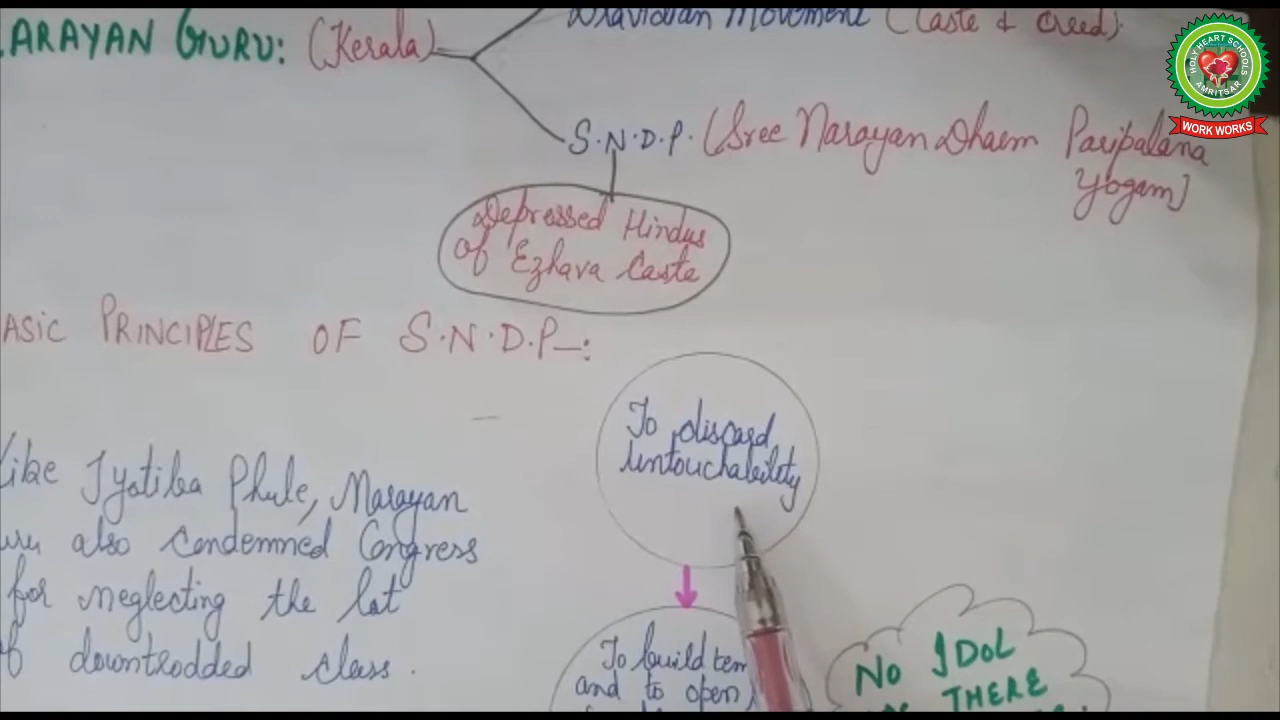 Dravidian Movement (Caste & Creed).
ARAYAN GURU: (Kerala)
S.N.D.P. (Sree Narayan Dharm Paripalana
Yogam]
Depressed Hindus
of Ezhava Caste
ASIC PRINCIPLES OF S.N.D.P-:
To discard
Untouchability
Like Jyotiba Phule, Narayan
uru also Condemned Congress
for neglecting the lot
of downtrodded class.
To build tem
and to open
NO IDOL
THERE
HOLY HEART SCHOOLS
AMRITSAR
WORK WORKS